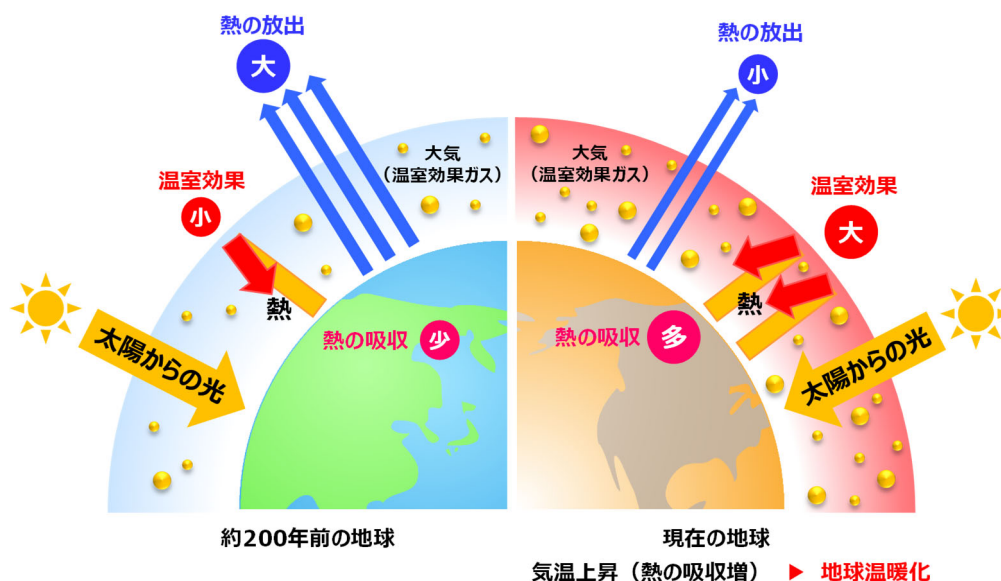 熱の放出
大
温室効果
小
大気
（温室効果ガス）
熱
太陽からの光
熱の吸収 少
約200年前の地球
熱の放出
小
大気
（温室効果ガス）
温室効果
大
熱
熱の吸収 多
太陽からの光
現在の地球
気温上昇（熱の吸収増） ▶ 地球温暖化